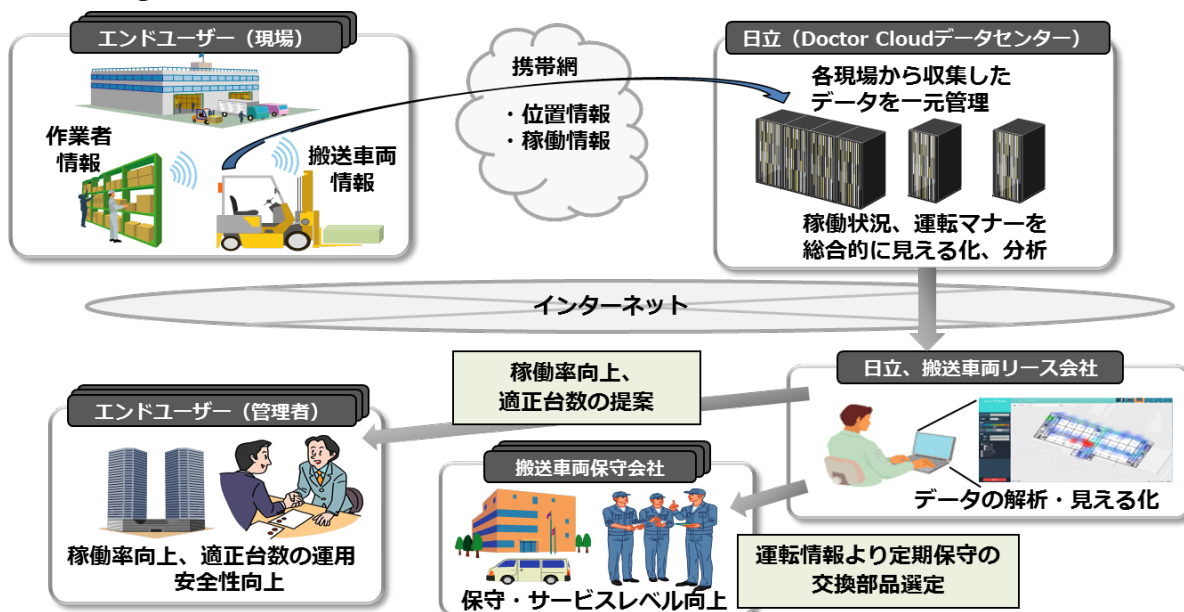 エンドユーザー（現場）
作業者
情報
搬送車両
情報
携帯網
・位置情報
・稼働情報
日立（Doctor Cloudデータセンター）
各現場から収集した
データを一元管理
稼働状況、運転マナーを
総合的に見える化、分析
インターネット
稼働率向上、
適正台数の提案
日立、搬送車両リース会社
データの解析・見える化
エンドユーザー（管理者）
稼働率向上、適正台数の運用
安全性向上
搬送車両保守会社
保守・サービスレベル向上
運転情報より定期保守の
交換部品選定